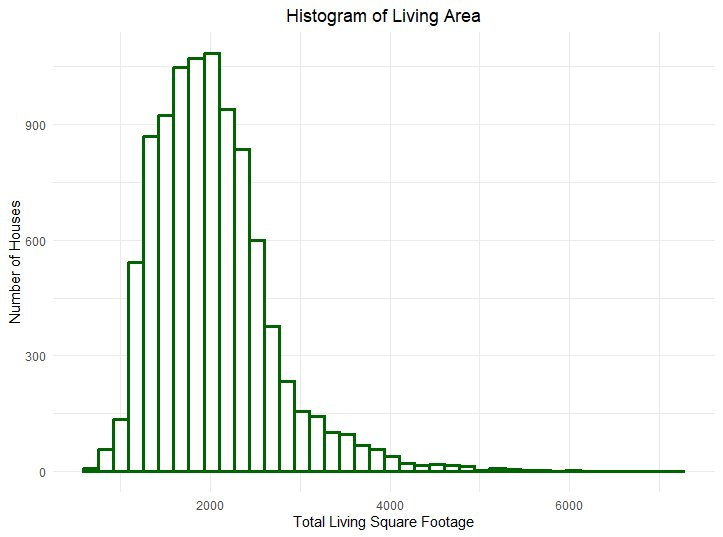 Histogram of Living Area
Number of Houses
900
600
300
0
2000 4000 6000
Total Living Square Footage